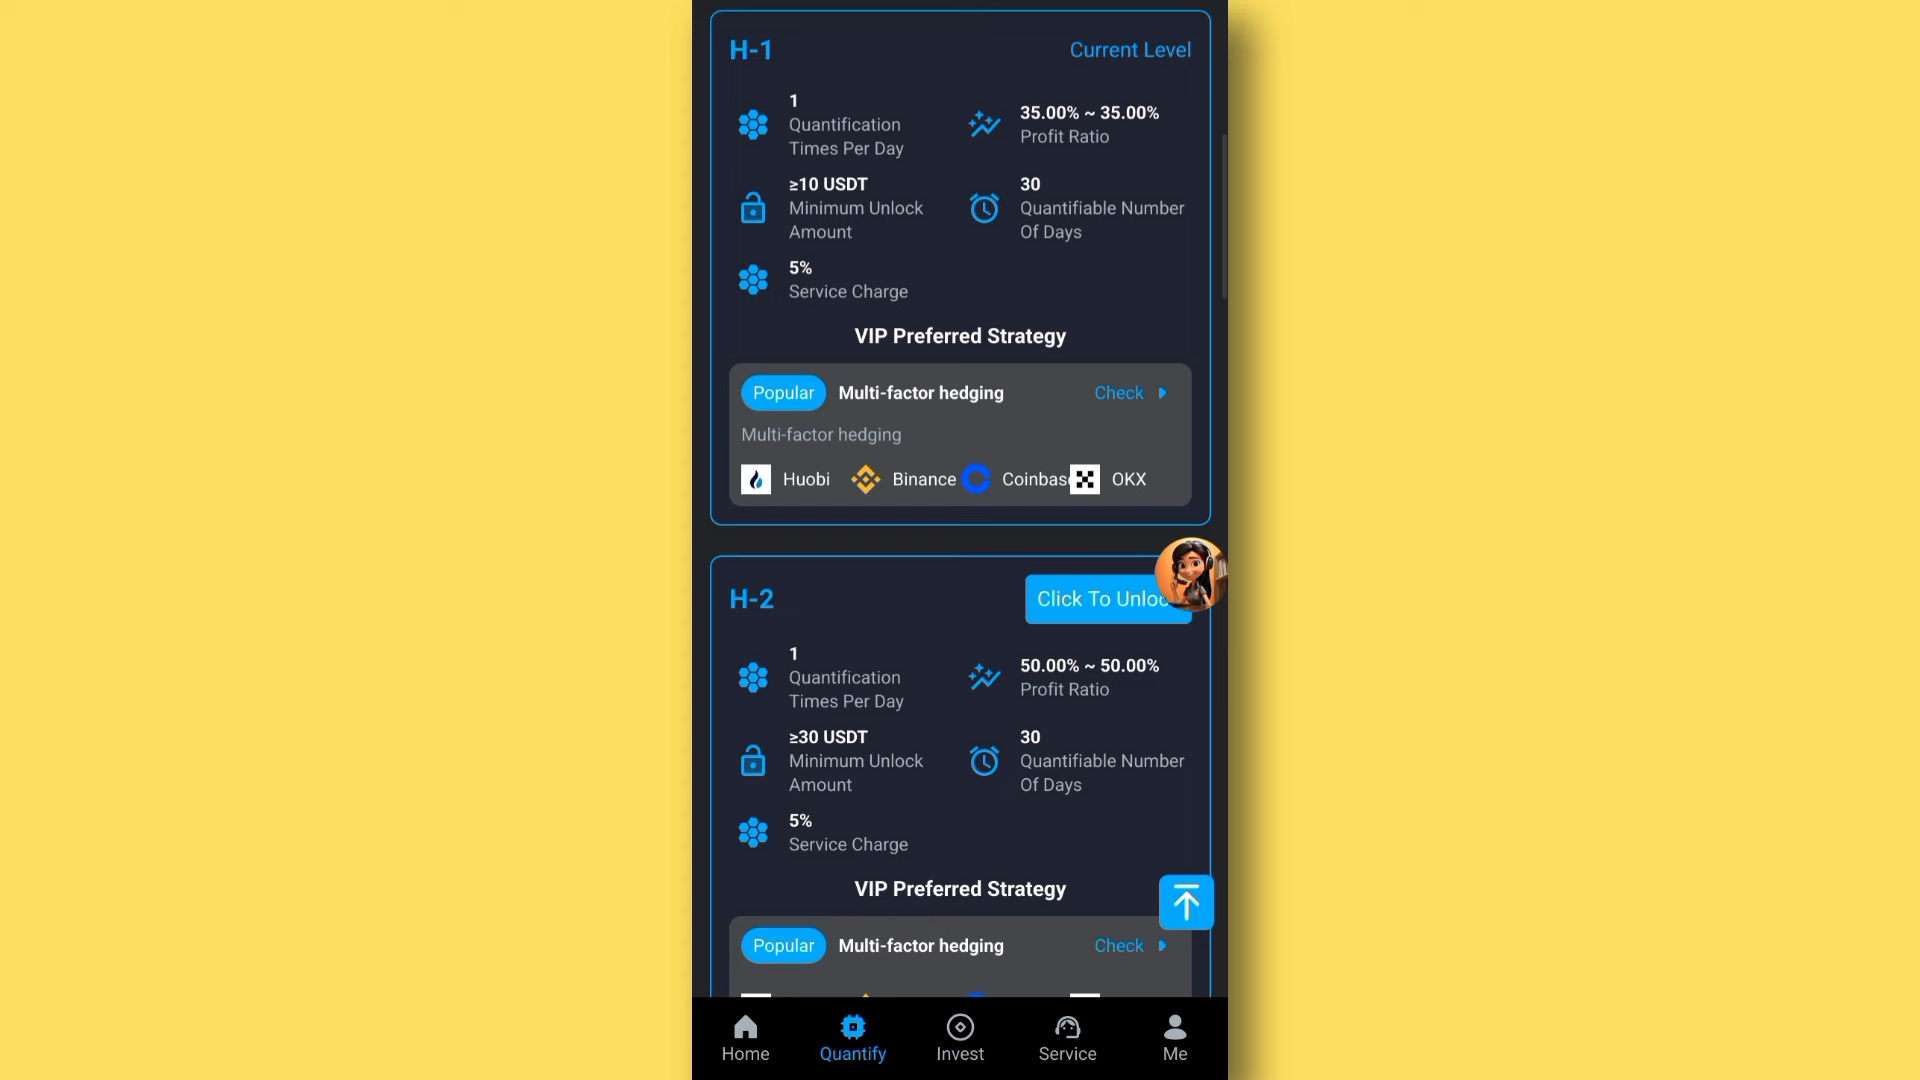 H-1
Current Level
1
Quantification
Times Per Day
35.00% ~ 35.00%
Profit Ratio
≥10 USDT
Minimum Unlock
Amount
30
Quantifiable Number
Of Days
5%
Service Charge
VIP Preferred Strategy
Popular
Multi-factor hedging
Check
Multi-factor hedging
Huobi
Binance
Coinbas
OKX
H-2
Click To Unloc
1
Quantification
Times Per Day
50.00% ~ 50.00%
Profit Ratio
≥30 USDT
Minimum Unlock
Amount
30
Quantifiable Number
Of Days
5%
Service Charge
VIP Preferred Strategy
Popular
Multi-factor hedging
Check
Home
Quantify
Invest
Service
Me